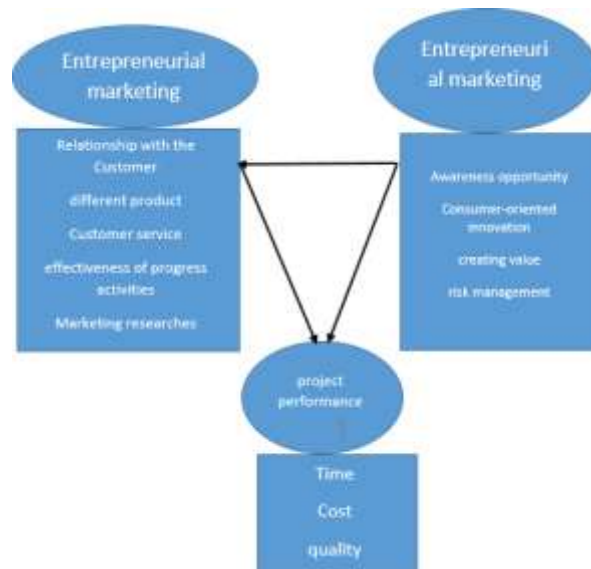 Entrepreneurial
marketing
Relationship with the
Customer
different product
Customer service
effectiveness of progress
activities
Marketing researches
Entrepreneuri
al marketing
Awareness opportunity
Consumer-oriented
innovation
creating value
risk management
project
performance
Time
Cost
quality